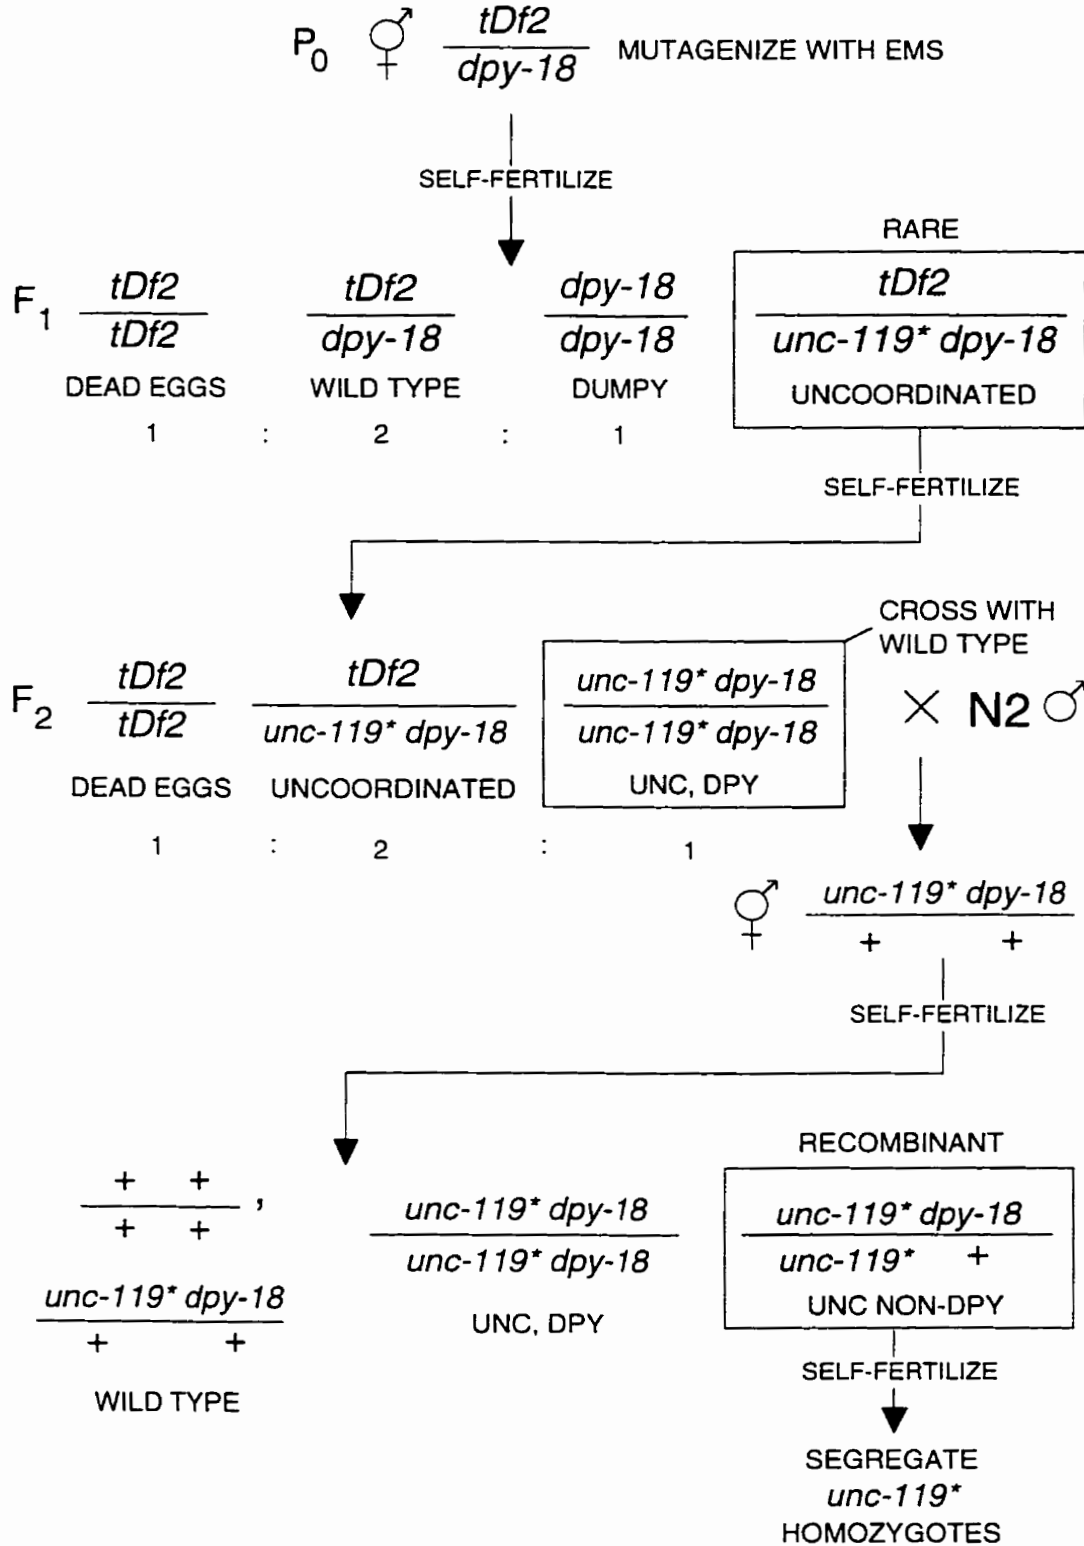 P0 ⚥ tDf2 MUTAGENIZE WITH EMS
dpy-18
SELF-FERTILIZE
RARE
F1 tDf2 tDf2 dpy-18 tDf2
tDf2 dpy-18 dpy-18 unc-119* dpy-18
DEAD EGGS WILD TYPE DUMPY UNCOORDINATED
1 : 2 : 1
SELF-FERTILIZE
CROSS WITH
WILD TYPE
F2 tDf2 tDf2 unc-119* dpy-18 × N2 ♂
tDf2 unc-119* dpy-18 unc-119* dpy-18
DEAD EGGS UNCOORDINATED UNC, DPY
1 : 2 : 1
⚥ unc-119* dpy-18
+ +
SELF-FERTILIZE
RECOMBINANT
+ + , unc-119* dpy-18 unc-119* dpy-18
+ + unc-119* dpy-18 unc-119* +
unc-119* dpy-18 UNC, DPY UNC NON-DPY
+ +
WILD TYPE
SELF-FERTILIZE
SEGREGATE
unc-119*
HOMOZYGOTES